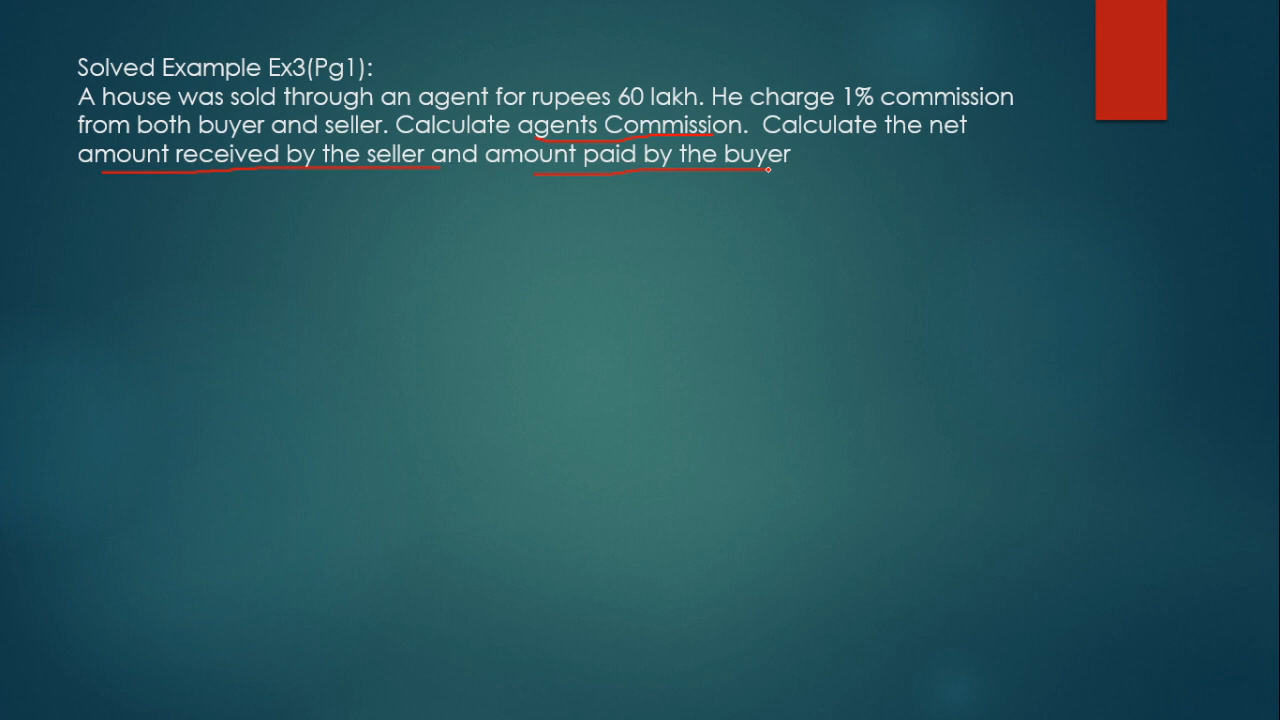 Solved Example Ex3(Pg1):
A house was sold through an agent for rupees 60 lakh. He charge 1% commission
from both buyer and seller. Calculate agents Commission.  Calculate the net
amount received by the seller and amount paid by the buyer